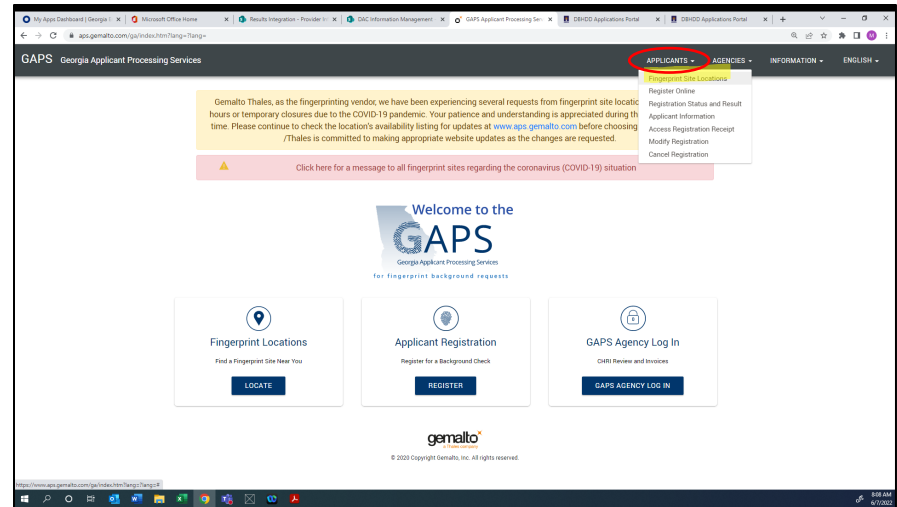 My Apps Dashboard | Georgia
Microsoft Office Home
Results Integration - Provider In
DAC Information Management
GAPS Applicant Processing Serv
DBHDD Applications Portal
DBHDD Applications Portal
aps.gemalto.com/ga/index.htm?lang=?lang=
GAPS Georgia Applicant Processing Services
APPLICANTS
AGENCIES
INFORMATION
ENGLISH
Fingerprint Site Locations
Register Online
Registration Status and Result
Applicant Information
Access Registration Receipt
Modify Registration
Cancel Registration
Gemalto Thales, as the fingerprinting vendor, we have been experiencing several requests from fingerprint site locatio
hours or temporary closures due to the COVID-19 pandemic. Your patience and understanding is appreciated during th
time. Please continue to check the location's availability listing for updates at www.aps.gemalto.com before choosing
/Thales is committed to making appropriate website updates as the changes are requested.
Click here for a message to all fingerprint sites regarding the coronavirus (COVID-19) situation
Welcome to the
GAPS
Georgia Applicant Processing Services
for fingerprint background requests
Fingerprint Locations
Find a Fingerprint Site Near You
LOCATE
Applicant Registration
Register for a Background Check
REGISTER
GAPS Agency Log In
CHRI Review and Invoices
GAPS AGENCY LOG IN
gemalto
a Thales company
© 2020 Copyright Gemalto, Inc. All rights reserved.
https://www.aps.gemalto.com/ga/index.htm?lang=?lang=#
8:08 AM
6/7/2022